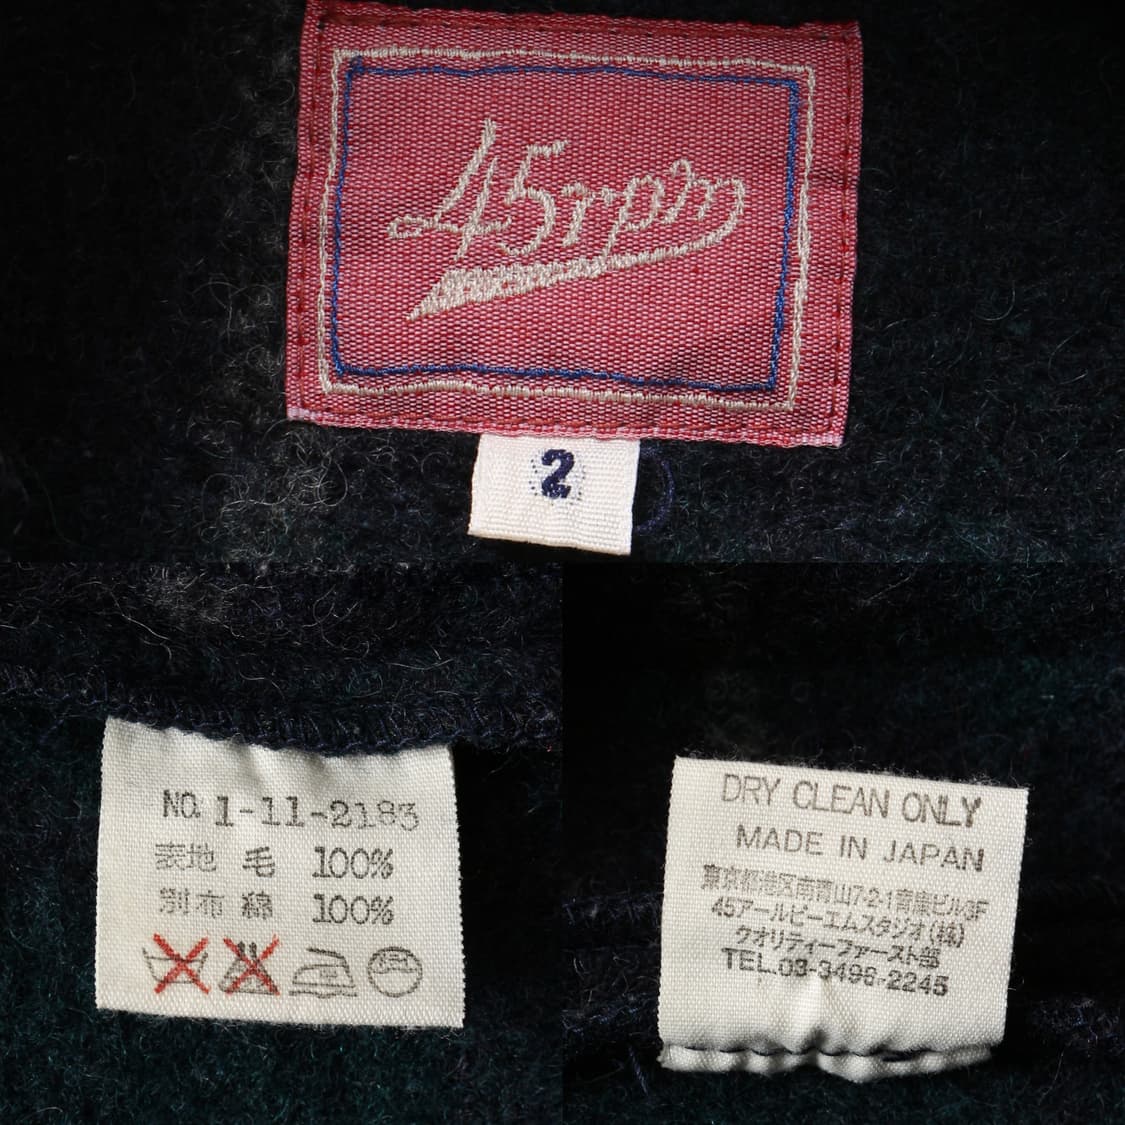 45rpm
2
NO. 1-11-2183
表地 毛 100%
別布 綿 100%
DRY CLEAN ONLY
MADE IN JAPAN
東京都港区南青山7-2-1青産ビル3F
45アールピーエムスタジオ(株)
クオリティーファースト部
TEL.03-3498-2245